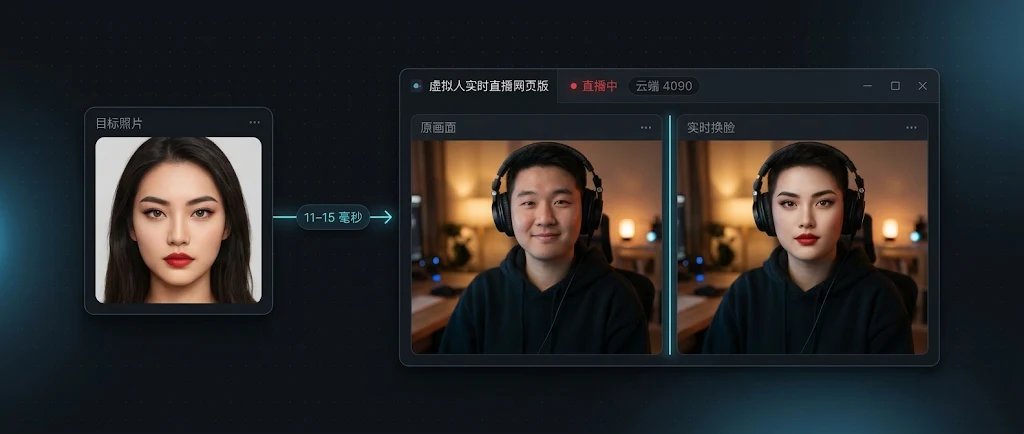 目标照片
11–15 毫秒
虚拟人实时直播网页版
直播中
云端 4090
原画面
实时换脸